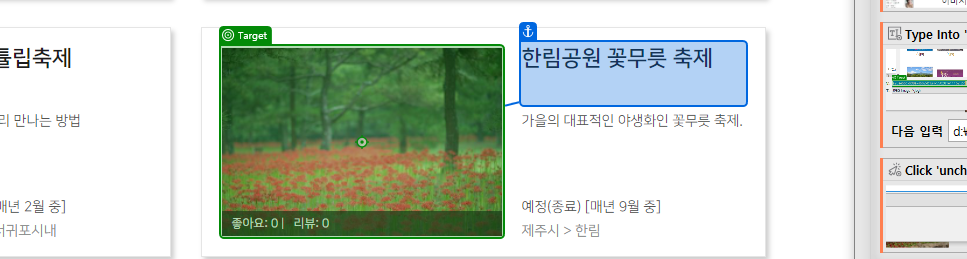 튤립축제
리 만나는 방법
매년 2월 중]
서귀포시내
Target
좋아요: 0 | 리뷰: 0
한림공원 꽃무릇 축제
가을의 대표적인 야생화인 꽃무릇 축제.
예정(종료) [매년 9월 중]
제주시 > 한림
Type Into '
다음 입력 d:\
Click 'unch